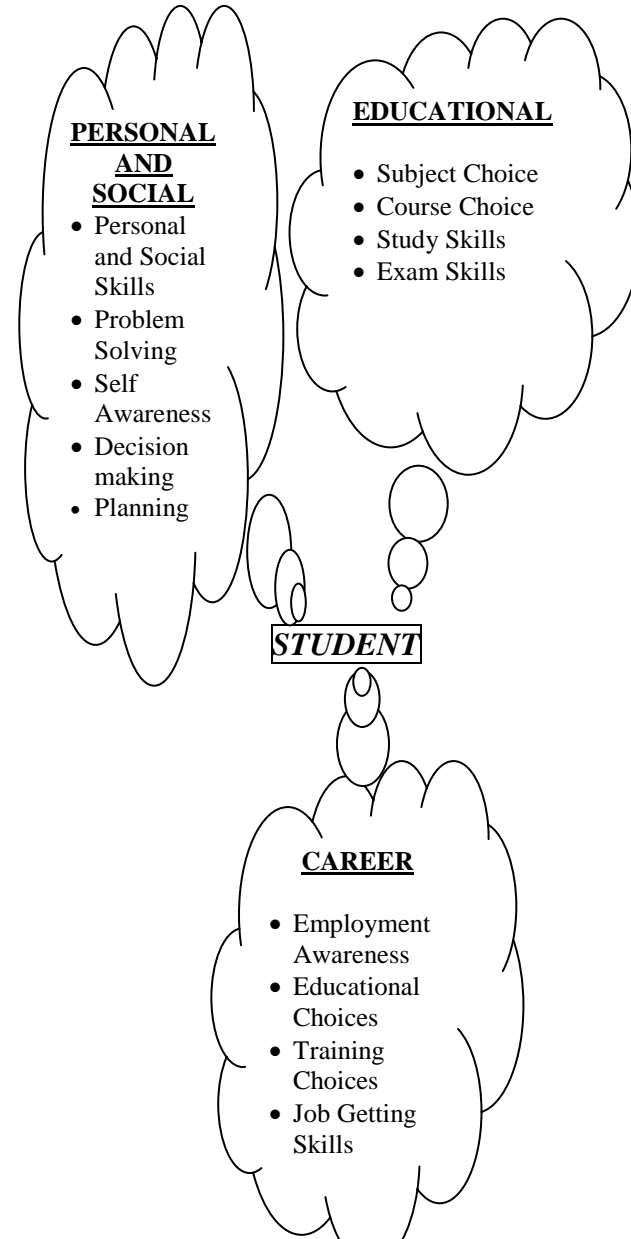 PERSONAL
AND
SOCIAL
• Personal
and Social
Skills
• Problem
Solving
• Self
Awareness
• Decision
making
• Planning
EDUCATIONAL
• Subject Choice
• Course Choice
• Study Skills
• Exam Skills
STUDENT
CAREER
• Employment
Awareness
• Educational
Choices
• Training
Choices
• Job Getting
Skills